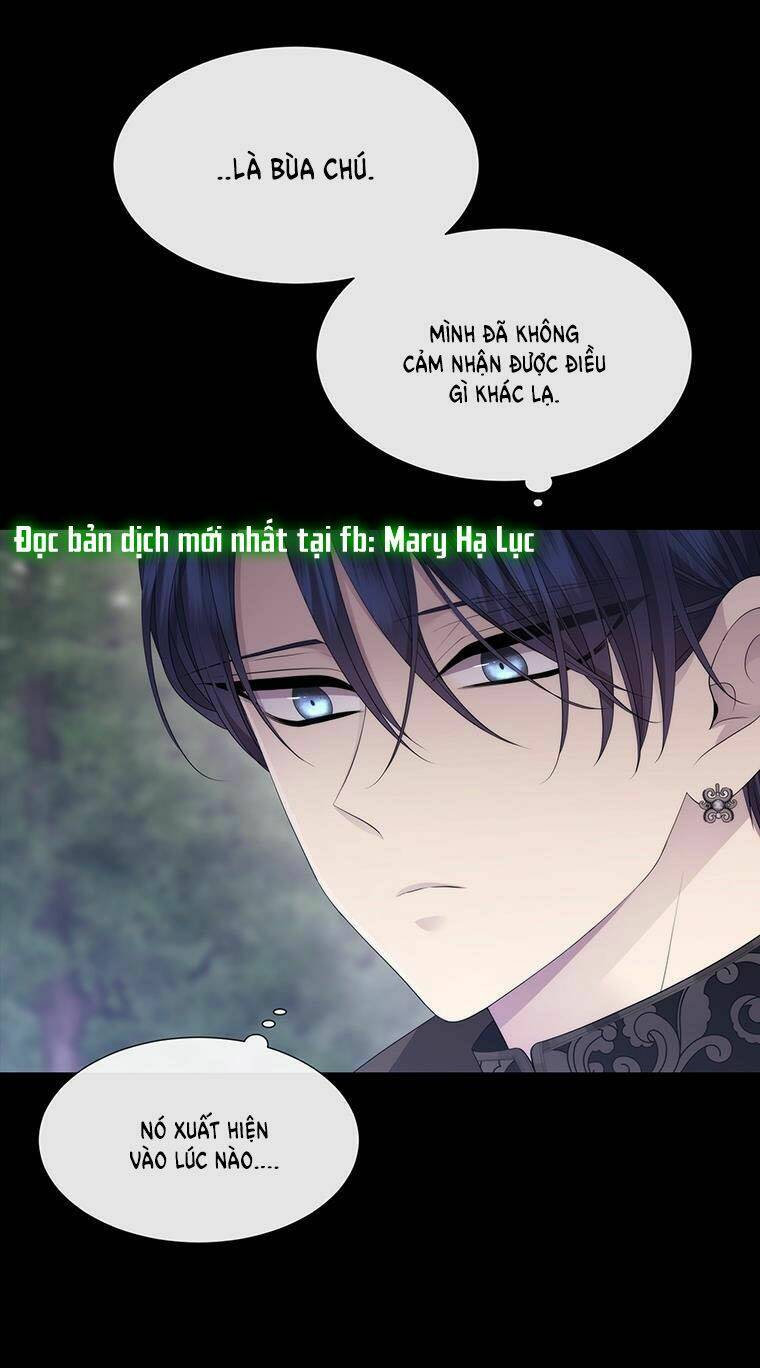 ..LÀ BÙA CHÚ.
MÌNH ĐÃ KHÔNG
CẢM NHẬN ĐƯỢC ĐIỀU
GÌ KHÁC LẠ.
Đọc bản dịch mới nhất tại fb: Mary Hạ Lục
NÓ XUẤT HIỆN
VÀO LÚC NÀO....